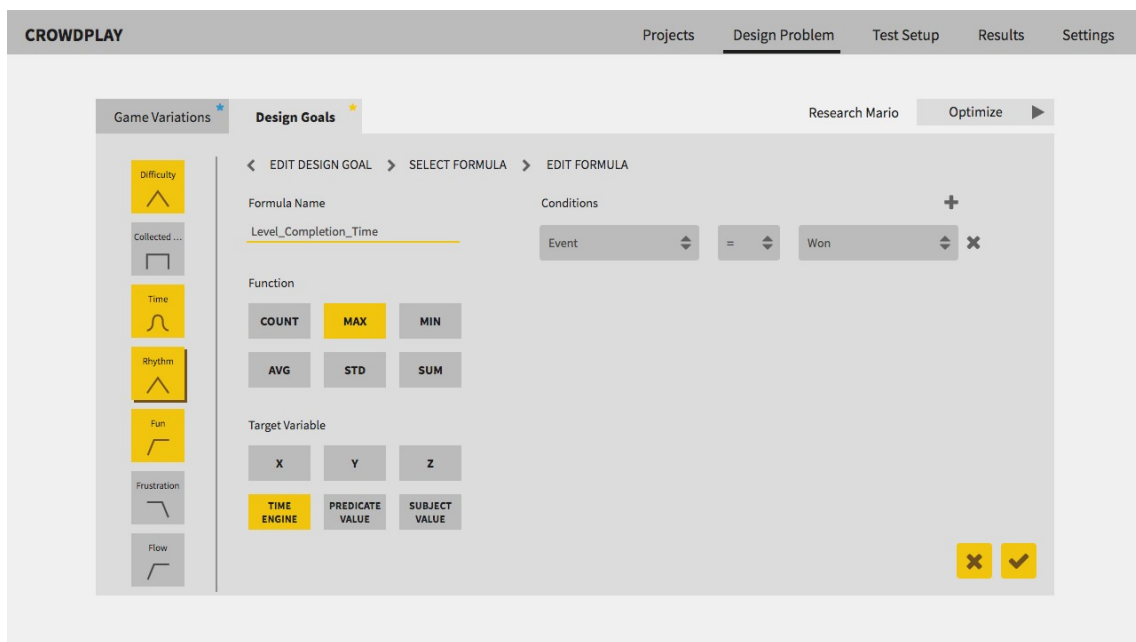 CROWDPLAY
Projects
Design Problem
Test Setup
Results
Settings
Game Variations
Design Goals
Research Mario
Optimize
Difficulty
Collected ...
Time
Rhythm
Fun
Frustration
Flow
EDIT DESIGN GOAL
SELECT FORMULA
EDIT FORMULA
Formula Name
Level_Completion_Time
Function
COUNT
MAX
MIN
AVG
STD
SUM
Target Variable
X
Y
Z
TIME
ENGINE
PREDICATE
VALUE
SUBJECT
VALUE
Conditions
Event
=
Won